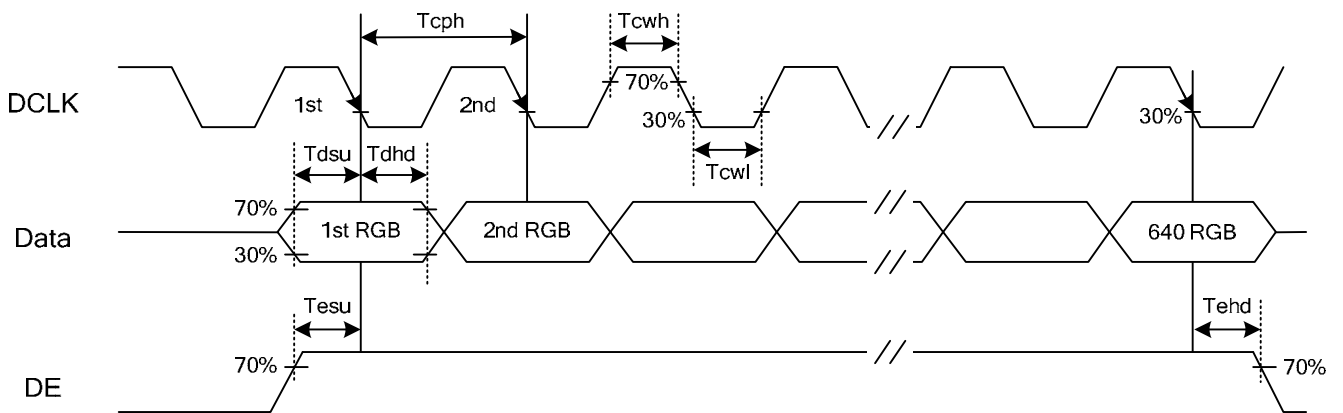 Tcph
Tcwh
DCLK
1st
2nd
70%
30%
30%
Tdsu
Tdhd
Tcwl
70%
Data
1st RGB
2nd RGB
640 RGB
30%
Tesu
Tehd
70%
70%
DE